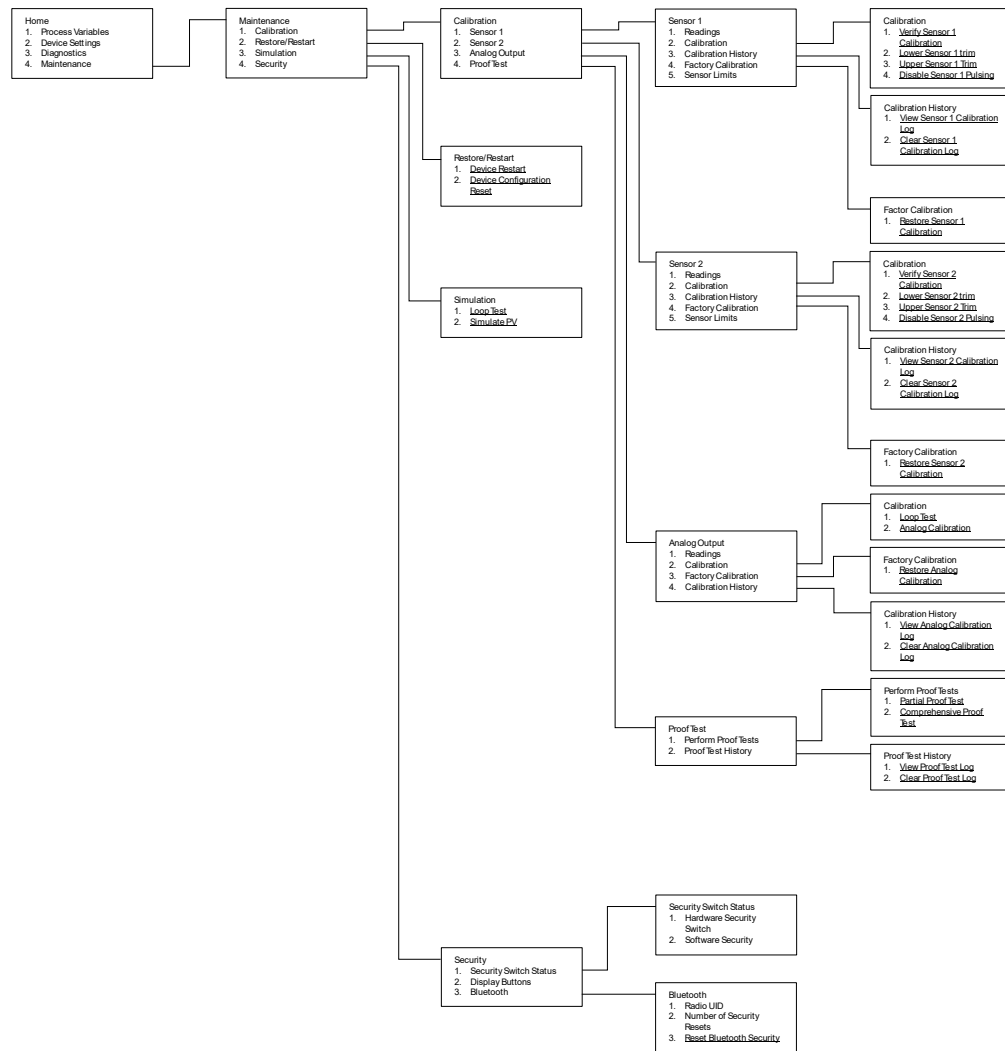 Home
1. Process Variables
2. Device Settings
3. Diagnostics
4. Maintenance
Maintenance
1. Calibration
2. Restore/Restart
3. Simulation
4. Security
Calibration
1. Sensor 1
2. Sensor 2
3. Analog Output
4. Proof Test
Sensor 1
1. Readings
2. Calibration
3. Calibration History
4. Factory Calibration
5. Sensor Limits
Calibration
1. Verify Sensor 1
Calibration
2. Lower Sensor 1 trim
3. Upper Sensor 1 Trim
4. Disable Sensor 1 Pulsing
Calibration History
1. View Sensor 1 Calibration
Log
2. Clear Sensor 1
Calibration Log
Restore/Restart
1. Device Restart
2. Device Configuration
Reset
Factor Calibration
1. Restore Sensor 1
Calibration
Sensor 2
1. Readings
2. Calibration
3. Calibration History
4. Factory Calibration
5. Sensor Limits
Calibration
1. Verify Sensor 2
Calibration
2. Lower Sensor 2 trim
3. Upper Sensor 2 Trim
4. Disable Sensor 2 Pulsing
Simulation
1. Loop Test
2. Simulate PV
Calibration History
1. View Sensor 2 Calibration
Log
2. Clear Sensor 2
Calibration Log
Factory Calibration
1. Restore Sensor 2
Calibration
Calibration
1. Loop Test
2. Analog Calibration
Analog Output
1. Readings
2. Calibration
3. Factory Calibration
4. Calibration History
Factory Calibration
1. Restore Analog
Calibration
Calibration History
1. View Analog Calibration
Log
2. Clear Analog Calibration
Log
Perform Proof Tests
1. Partial Proof Test
2. Comprehensive Proof
Test
Proof Test
1. Perform Proof Tests
2. Proof Test History
Proof Test History
1. View Proof Test Log
2. Clear Proof Test Log
Security Switch Status
1. Hardware Security
Switch
2. Software Security
Security
1. Security Switch Status
2. Display Buttons
3. Bluetooth
Bluetooth
1. Radio UID
2. Number of Security
Resets
3. Reset Bluetooth Security